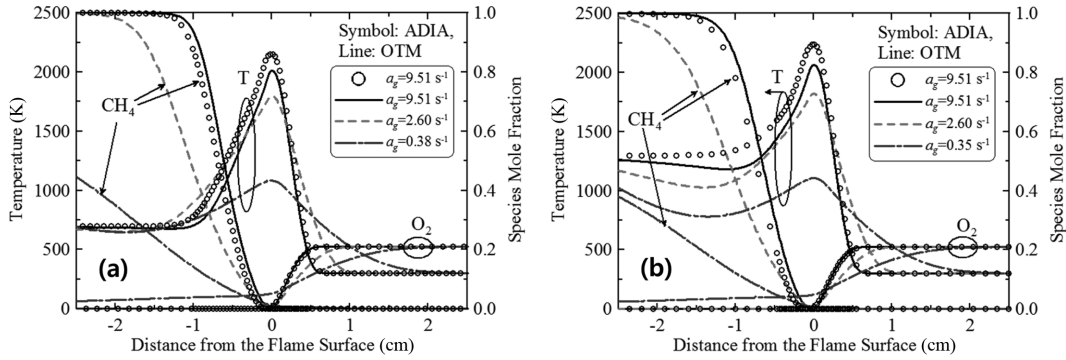 2500
2000
1500
1000
500
0
Temperature (K)
-2
-1
0
1
2
Distance from the Flame Surface (cm)
1.0
0.8
0.6
0.4
0.2
0.0
Species Mole Fraction
Symbol: ADIA,
Line: OTM
a_g=9.51 s⁻¹
a_g=9.51 s⁻¹
a_g=2.60 s⁻¹
a_g=0.38 s⁻¹
CH₄
T
O₂
(a)
2500
2000
1500
1000
500
0
Temperature (K)
-2
-1
0
1
2
Distance from the Flame Surface (cm)
1.0
0.8
0.6
0.4
0.2
0.0
Species Mole Fraction
Symbol: ADIA,
Line: OTM
a_g=9.51 s⁻¹
a_g=9.51 s⁻¹
a_g=2.60 s⁻¹
a_g=0.35 s⁻¹
CH₄
T
O₂
(b)